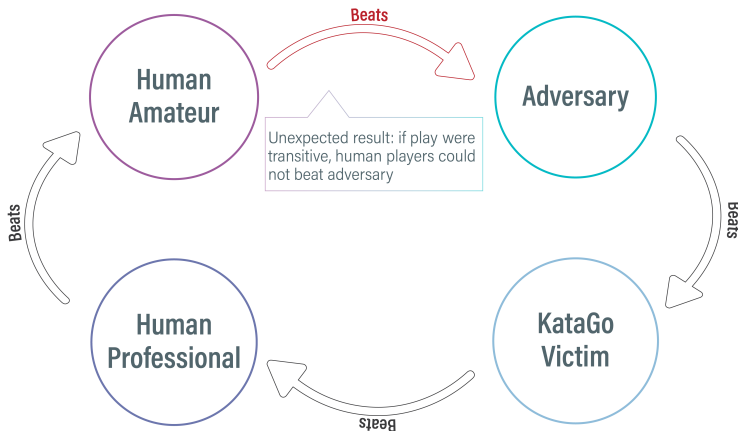 Beats
Human
Amateur
Adversary
Unexpected result: if play were
transitive, human players could
not beat adversary
Beats
Beats
Human
Professional
KataGo
Victim
Beats